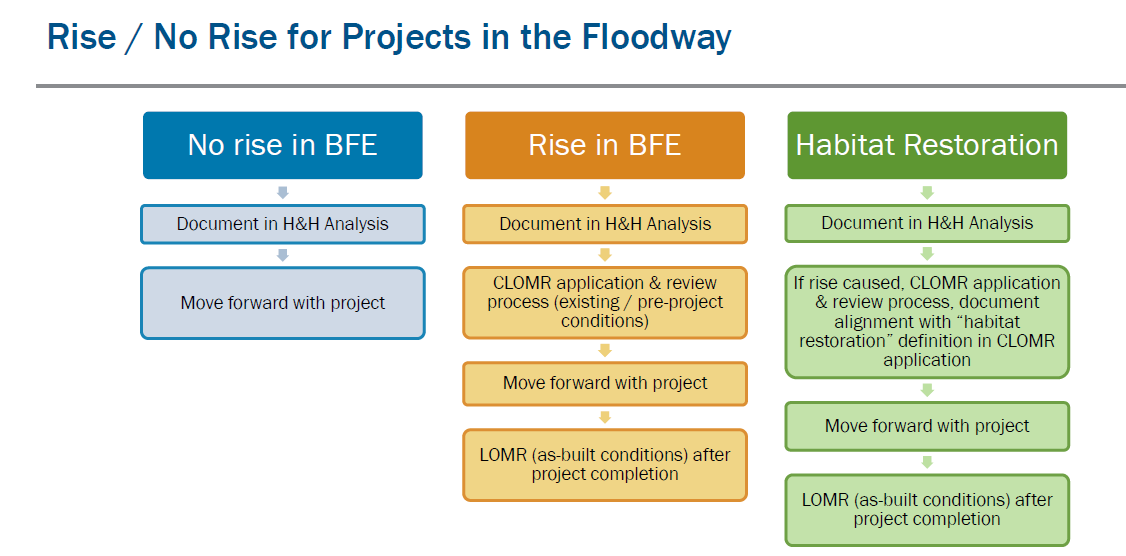 Rise / No Rise for Projects in the Floodway
No rise in BFE
Document in H&H Analysis
Move forward with project
Rise in BFE
Document in H&H Analysis
CLOMR application & review
process (existing / pre-project
conditions)
Move forward with project
LOMR (as-built conditions) after
project completion
Habitat Restoration
Document in H&H Analysis
If rise caused, CLOMR application
& review process, document
alignment with “habitat
restoration” definition in CLOMR
application
Move forward with project
LOMR (as-built conditions) after
project completion